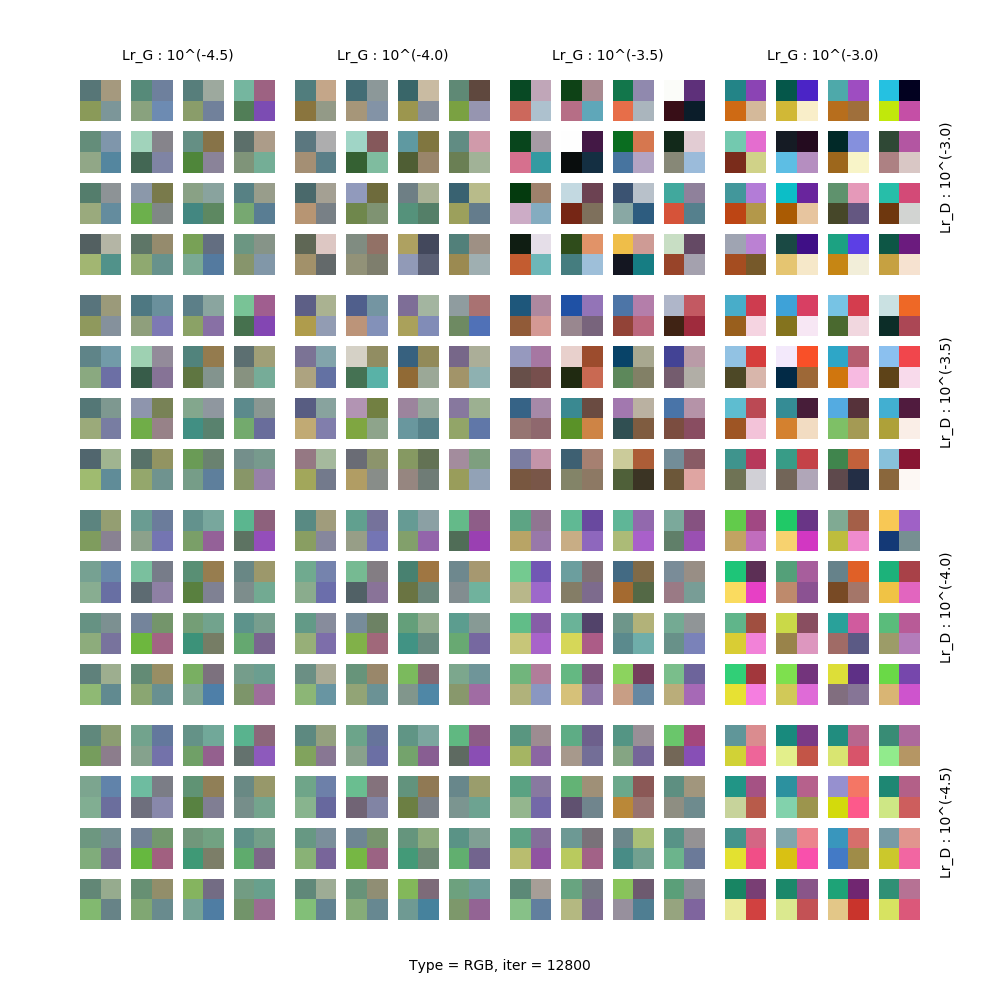 Lr_G : 10^(-4.5)
Lr_G : 10^(-4.0)
Lr_G : 10^(-3.5)
Lr_G : 10^(-3.0)
Lr_D : 10^(-3.0)
Lr_D : 10^(-3.5)
Lr_D : 10^(-4.0)
Lr_D : 10^(-4.5)
Type = RGB, iter = 12800